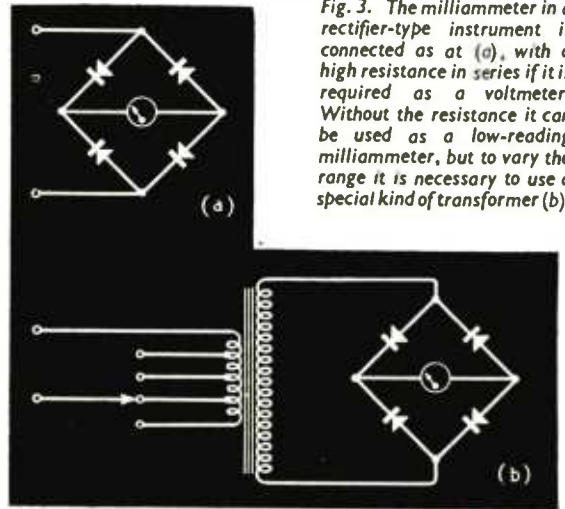 Fig. 3. The milliammeter in a
rectifier-type instrument i
connected as at (a), with a
high resistance in series if it i
required as a voltmeter
Without the resistance it can
be used as a low-reading
milliammeter, but to vary the
range it is necessary to use a
special kind of transformer (b)
(a)
(b)